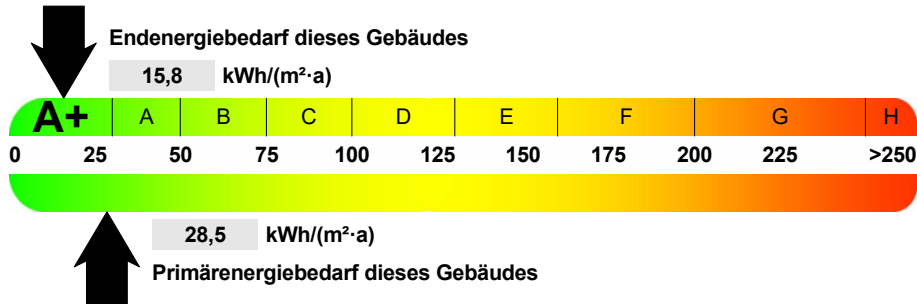 Endenergiebedarf dieses Gebäudes
15,8 kWh/(m²·a)
A+ A B C D E F G H
0 25 50 75 100 125 150 175 200 225 >250
28,5 kWh/(m²·a)
Primärenergiebedarf dieses Gebäudes